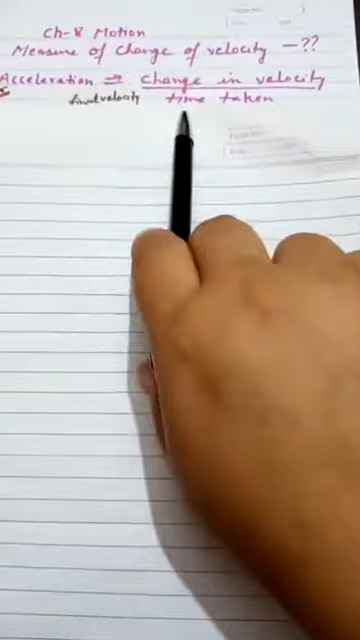 Ch-8 Motion
Measure of Change of velocity - ??
Acceleration ⇒ Change in velocity
final velocity time taken